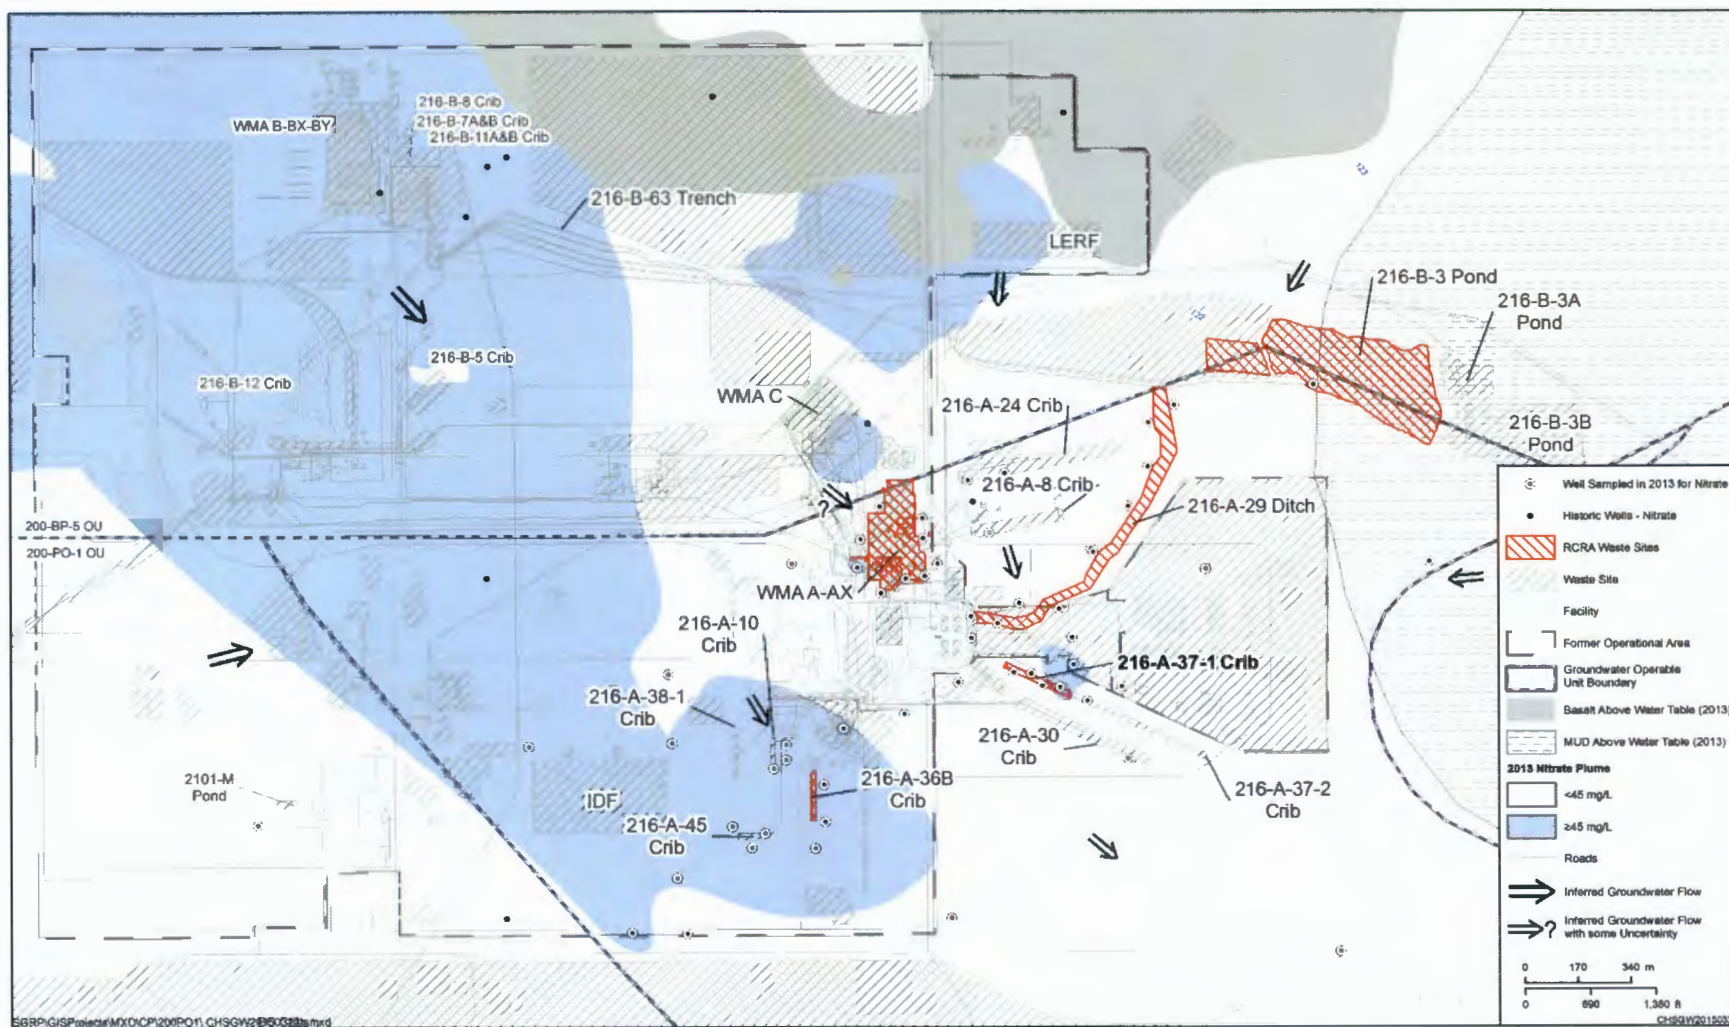 216-B-8 Crib
216-B-7A&B Crib
216-B-11A&B Crib
WMA B-BX-BY
216-B-63 Trench
LERF
123
216-B-3 Pond
216-B-3A
Pond
216-B-5 Crib
216-B-12 Crib
WMA C
216-A-24 Crib
216-B-3B
Pond
216-A-8 Crib
216-A-29 Ditch
?
200-BP-5 OU
200-PO-1 OU
WMA A-AX
216-A-10
Crib
216-A-37-1 Crib
216-A-38-1
Crib
216-A-30
Crib
2101-M
Pond
IDF
216-A-36B
Crib
216-A-37-2
Crib
216-A-45
Crib
Well Sampled in 2013 for Nitrate
Historic Wells - Nitrate
RCRA Waste Sites
Waste Site
Facility
Former Operational Area
Groundwater Operable
Unit Boundary
Basalt Above Water Table (2013)
MUD Above Water Table (2013)
2013 Nitrate Plume
<45 mg/L
≥45 mg/L
Roads
Inferred Groundwater Flow
? Inferred Groundwater Flow
with some Uncertainty
0 170 340 m
0 690 1,380 ft